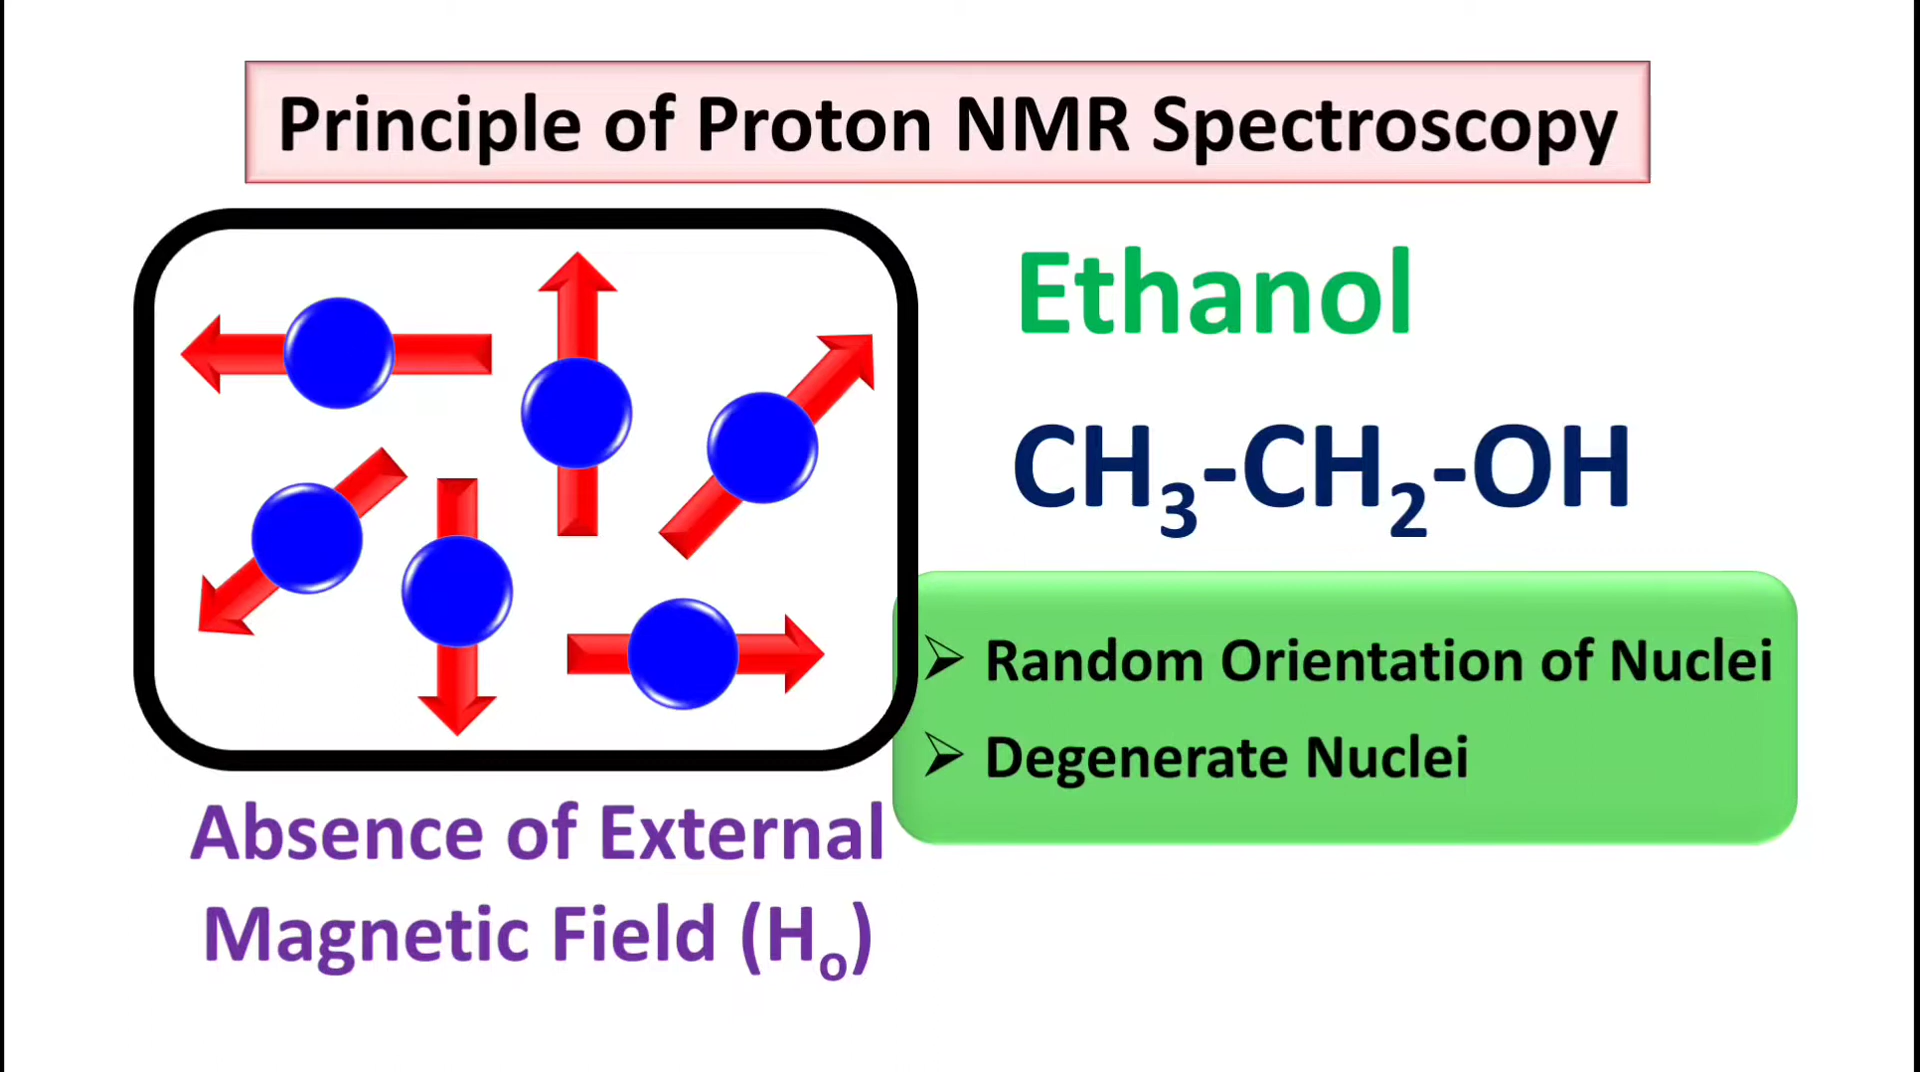 Principle of Proton NMR Spectroscopy
Ethanol
CH₃-CH₂-OH
➢ Random Orientation of Nuclei
➢ Degenerate Nuclei
Absence of External
Magnetic Field (Hₒ)